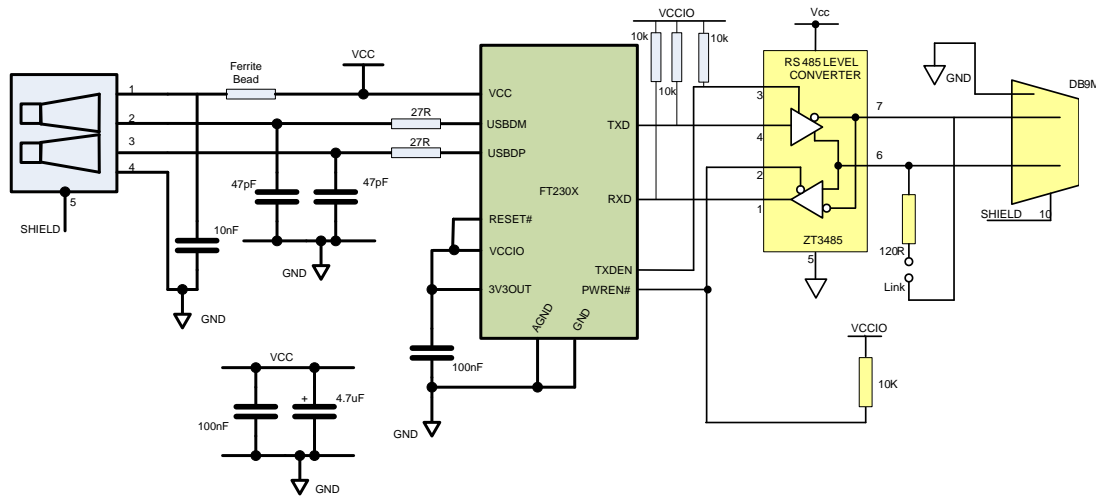 VCCIO
Vcc
10k
10k
10k
VCC
Ferrite
Bead
RS 485 LEVEL
CONVERTER
GND
DB9M
1
2
3
4
5
SHIELD
27R
27R
47pF
47pF
10nF
GND
GND
VCC
USBDM
USBDP
FT230X
RESET#
VCCIO
3V3OUT
AGND
GND
TXD
RXD
TXDEN
PWREN#
100nF
GND
3
4
2
1
7
6
5
ZT3485
SHIELD
10
120R
Link
VCCIO
10K
VCC
100nF
+
4.7uF
GND